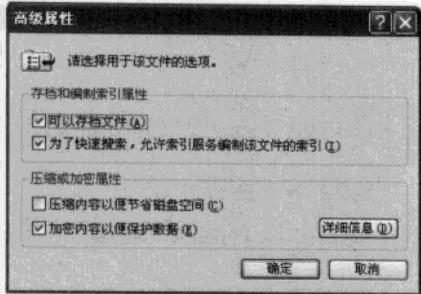 高级属性
请选择用于该文件的选项。
存档和编制索引属性
可以存档文件(A)
为了快速搜索，允许索引服务编制该文件的索引(I)
压缩或加密属性
压缩内容以便节省磁盘空间(C)
加密内容以便保护数据(E)
详细信息(D)
确定
取消